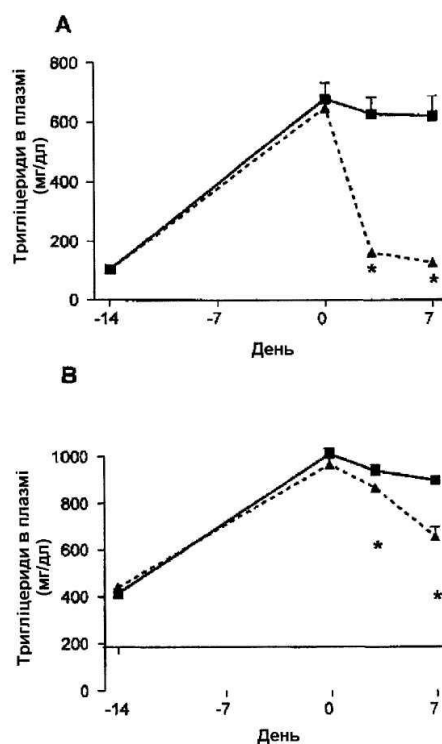 A
Тригліцериди в плазмі
(мг/дл)
800
600
400
200
0
-14
-7
0
7
День
*
*
B
Тригліцериди в плазмі
(мг/дл)
1000
800
600
400
200
0
-14
-7
0
7
День
*
*